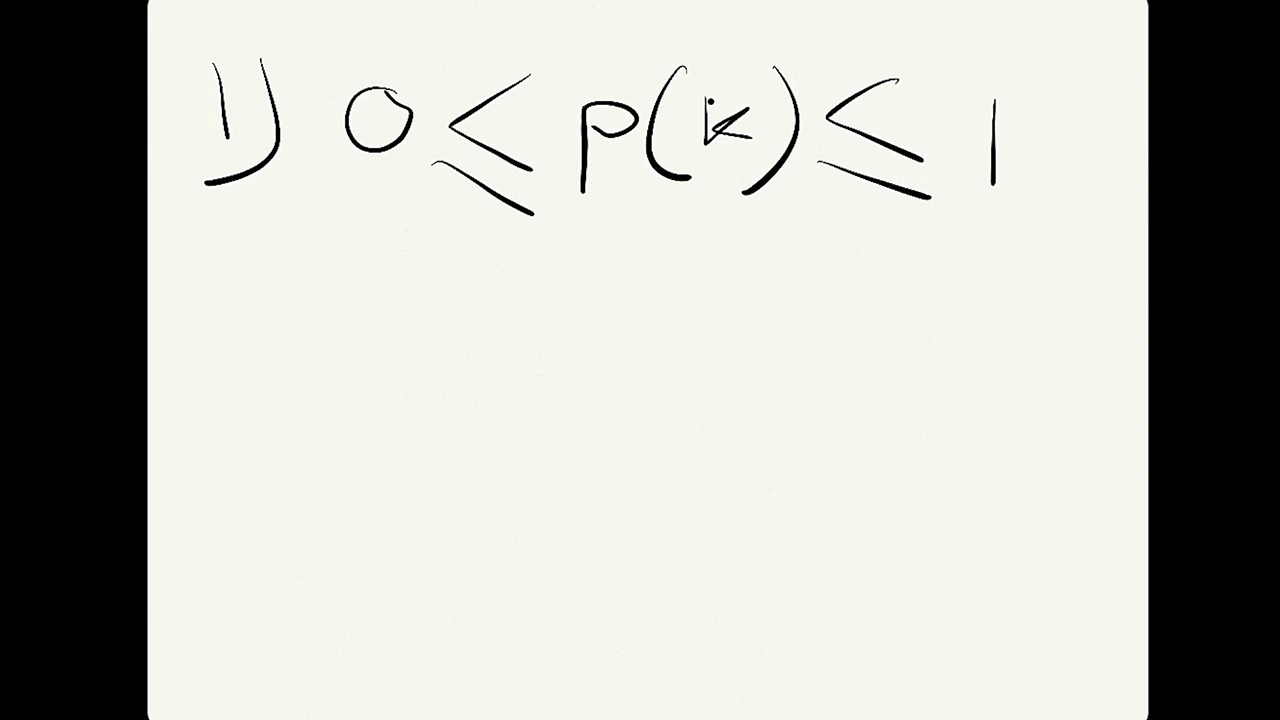 1) 0 ≤ p(k) ≤ 1